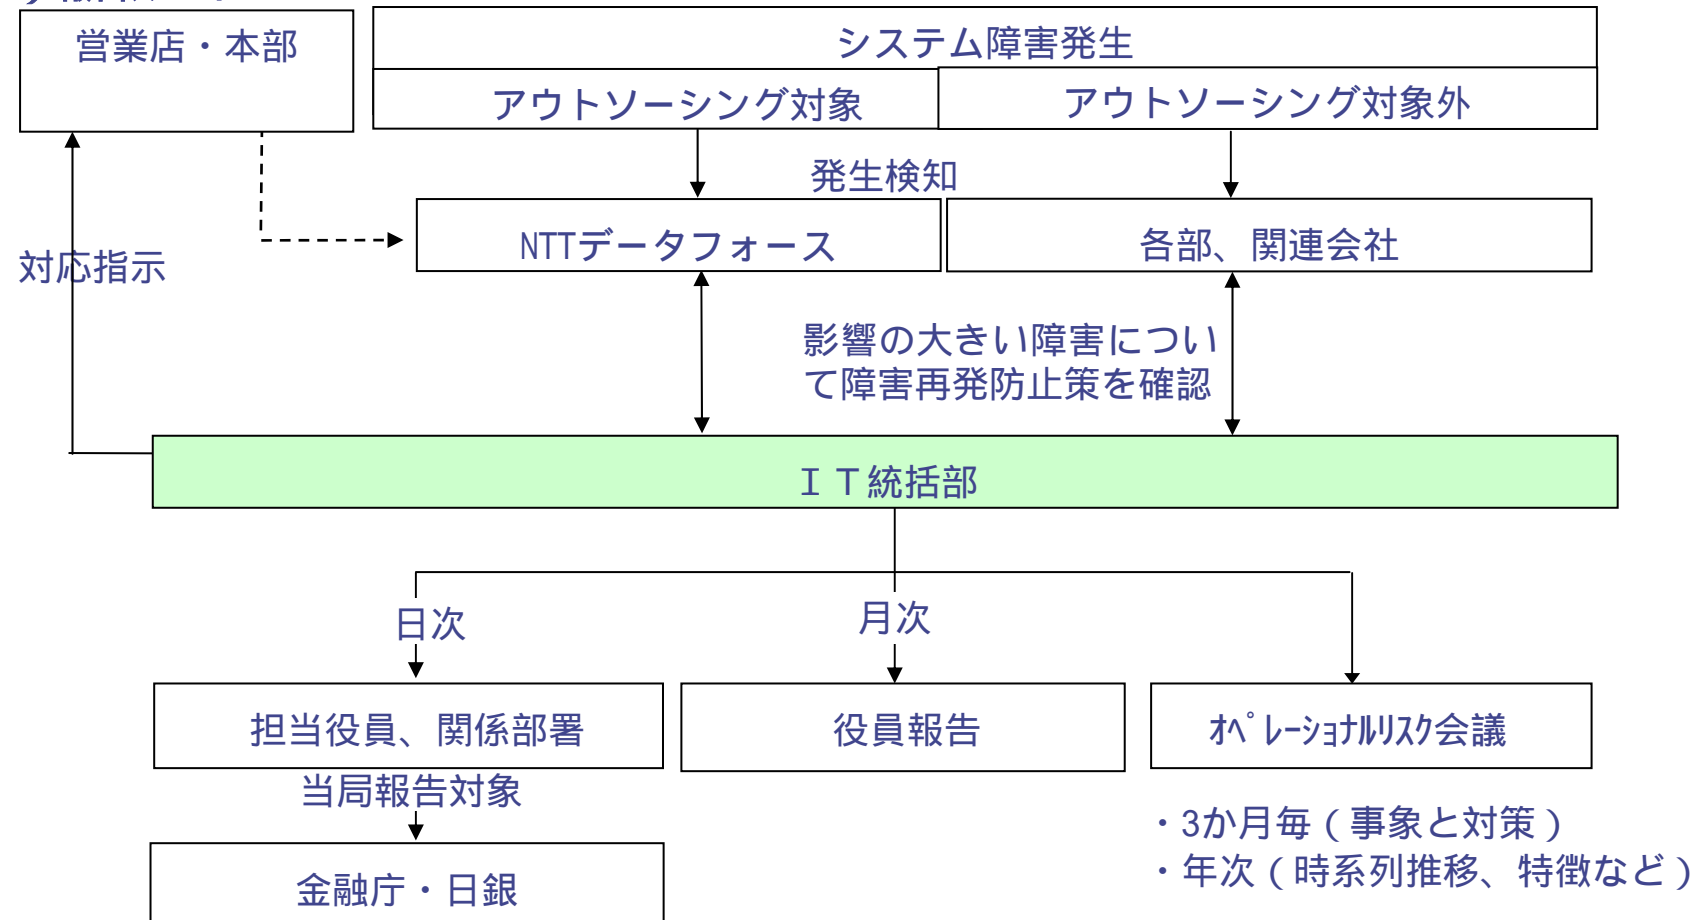 営業店・本部
システム障害発生
アウトソーシング対象
アウトソーシング対象外
発生検知
NTTデータフォース
各部、関連会社
対応指示
影響の大きい障害につい
て障害再発防止策を確認
ＩＴ統括部
日次
月次
担当役員、関係部署
役員報告
ｵﾍﾟﾚｰｼｮﾅﾙﾘｽｸ会議
当局報告対象
・3か月毎（事象と対策）
・年次（時系列推移、特徴など）
金融庁・日銀